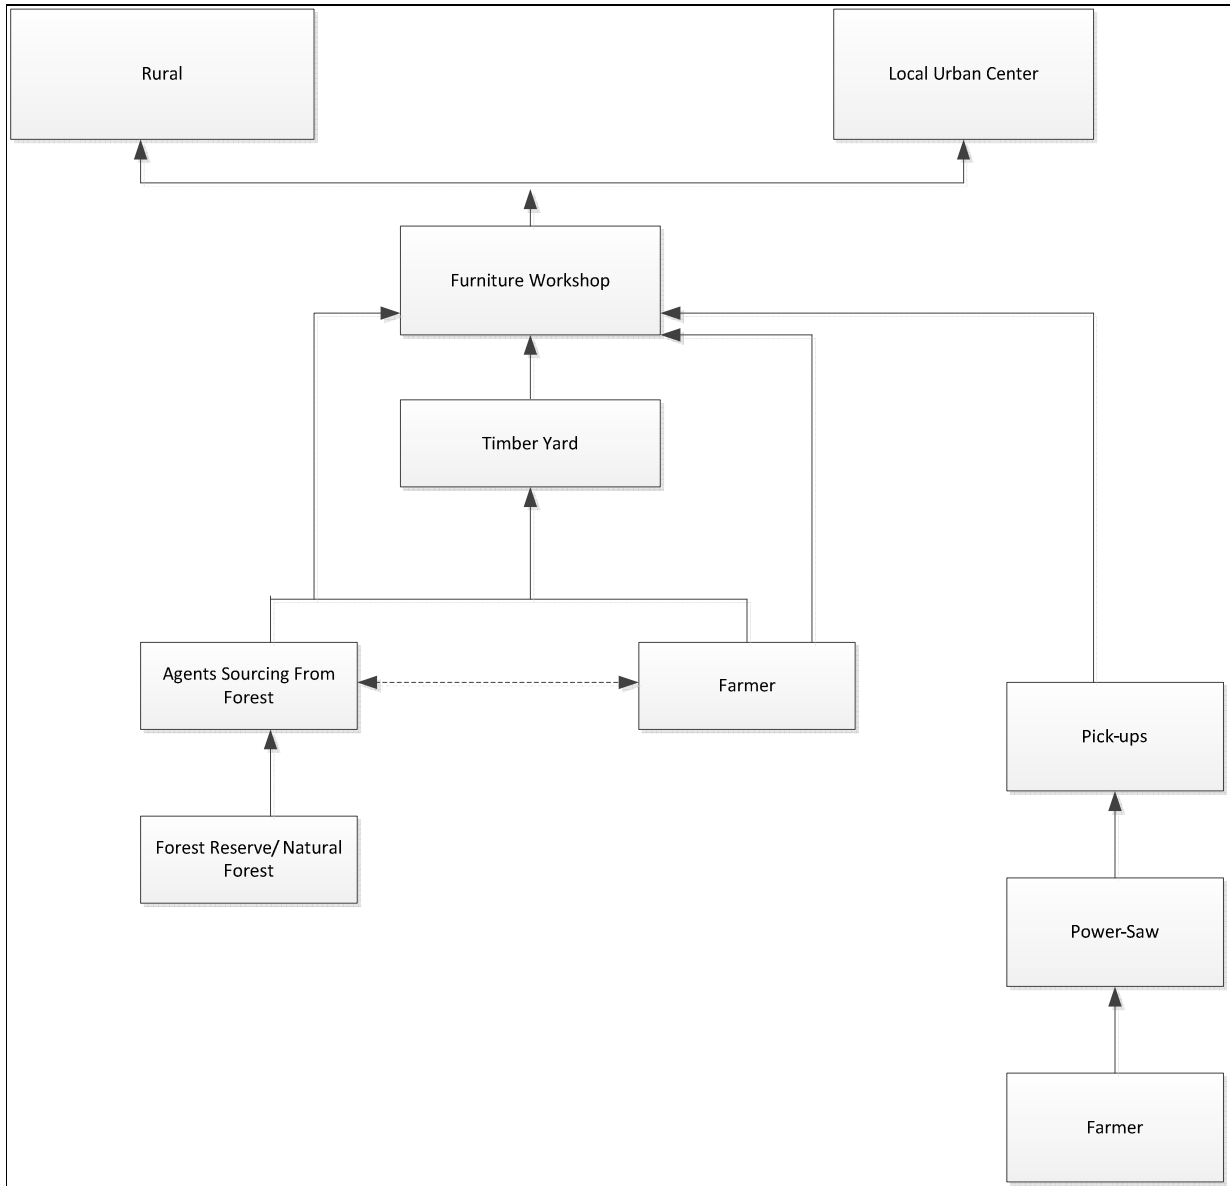 Rural
Local Urban Center
Furniture Workshop
Timber Yard
Agents Sourcing From
Forest
Farmer
Pick-ups
Forest Reserve/ Natural
Forest
Power-Saw
Farmer